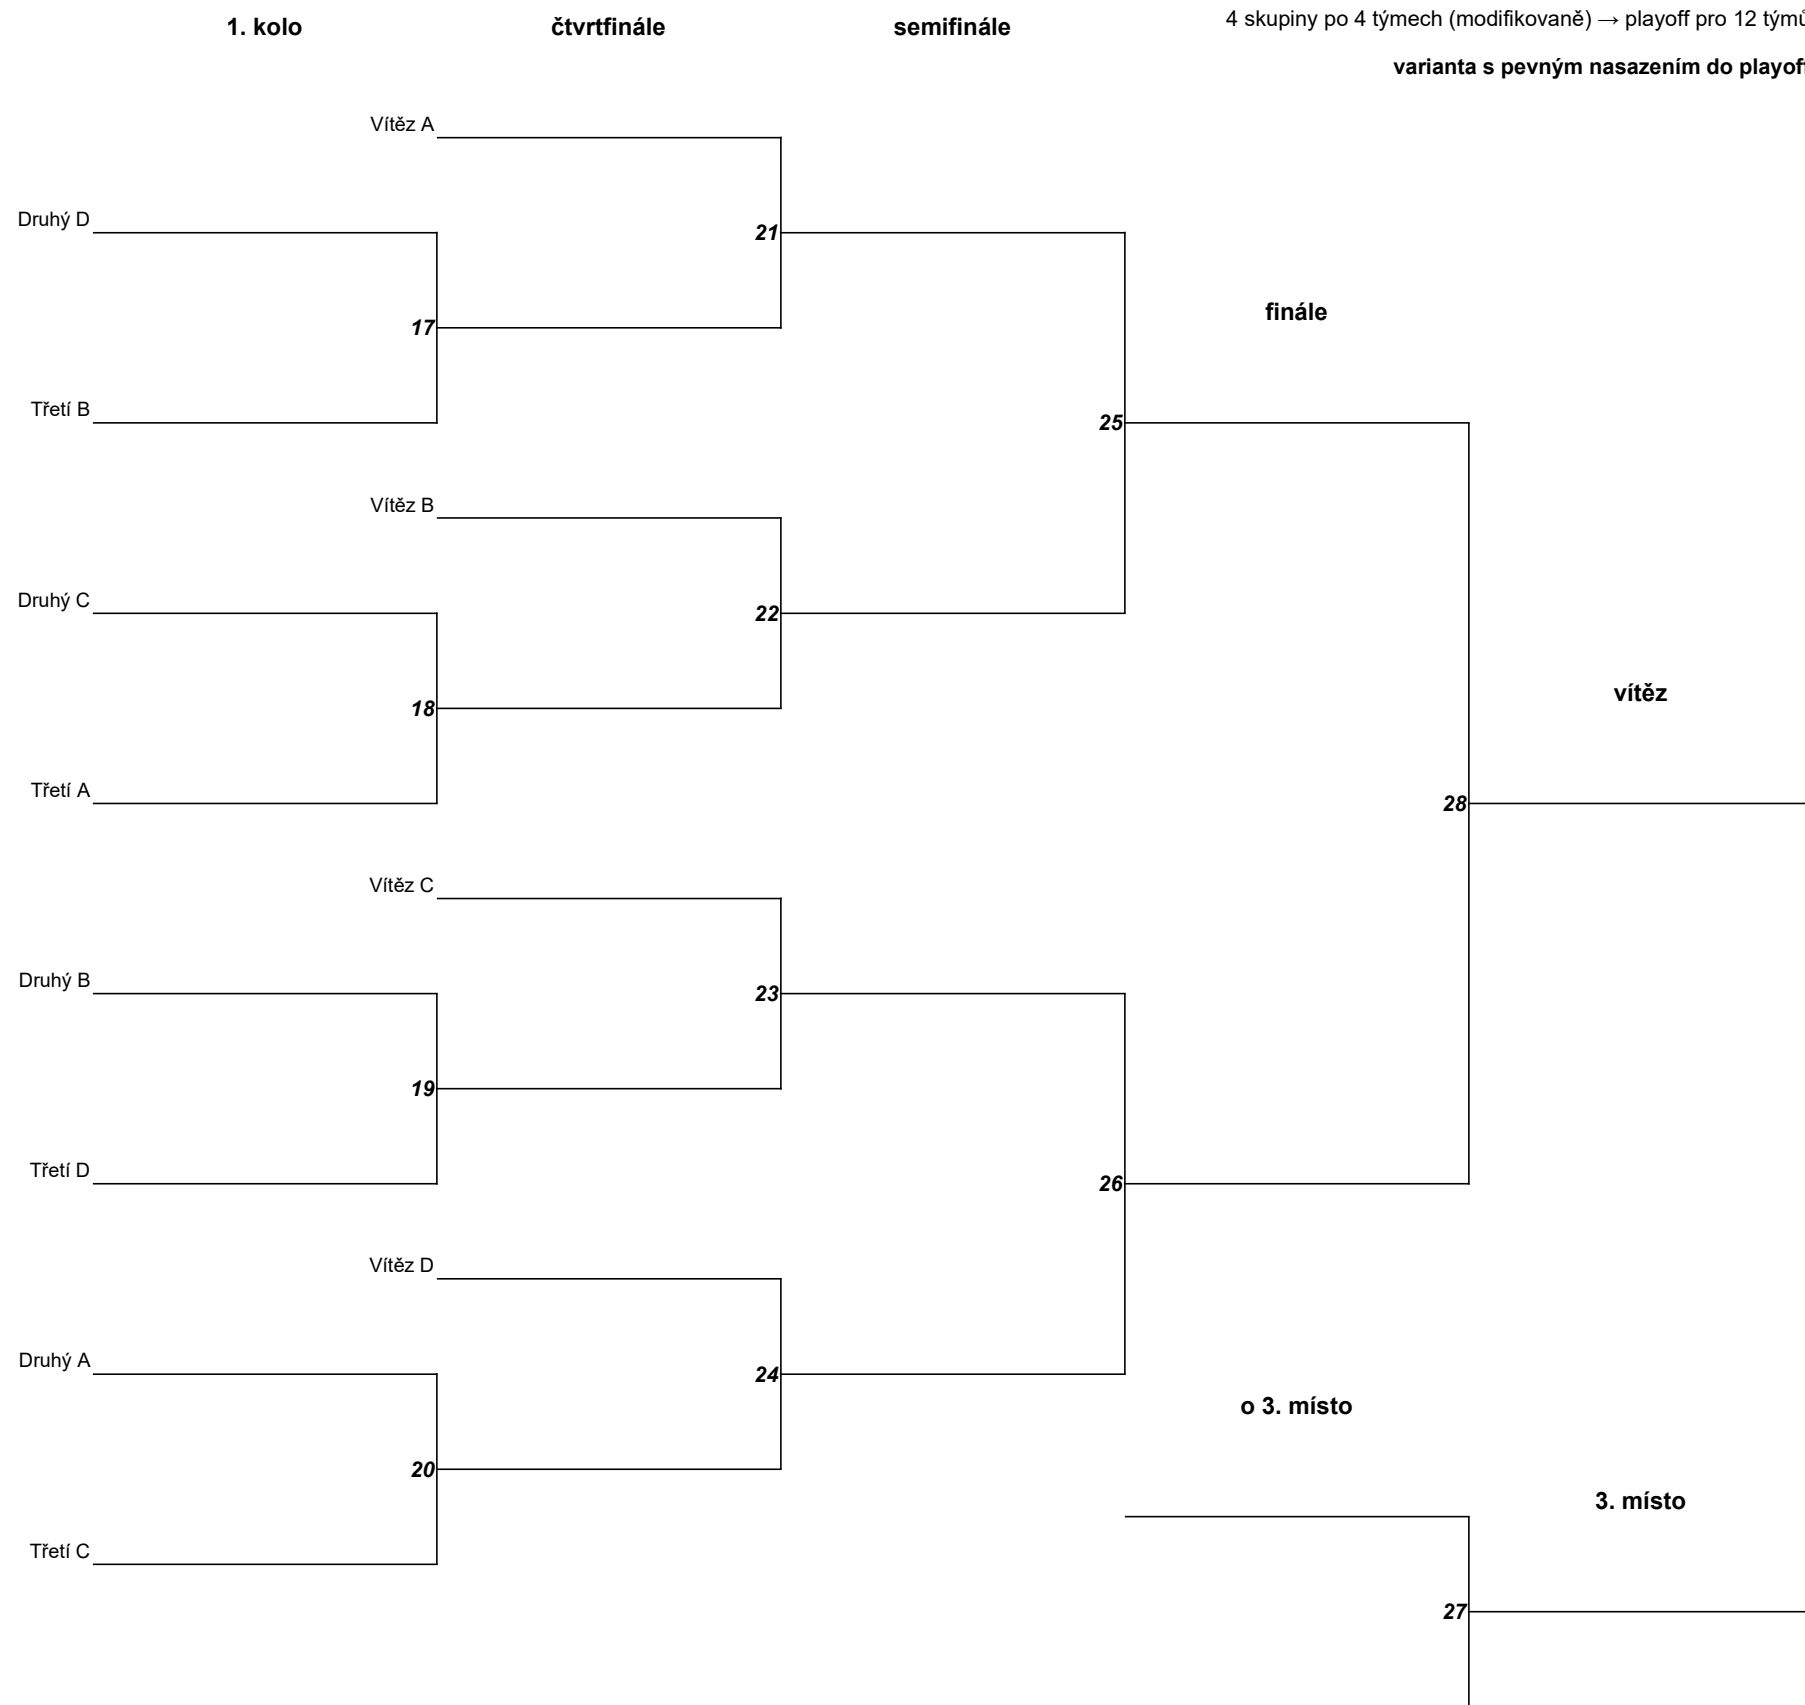 1. kolo
čtvrtfinále
semifinále
4 skupiny po 4 týmech (modifikovaně) → playoff pro 12 týmů
varianta s pevným nasazením do playoff
Vítěz A
Druhý D
21
finále
17
Třetí B
25
Vítěz B
Druhý C
22
vítěz
18
Třetí A
28
Vítěz C
Druhý B
23
19
Třetí D
26
Vítěz D
Druhý A
24
o 3. místo
20
3. místo
Třetí C
27